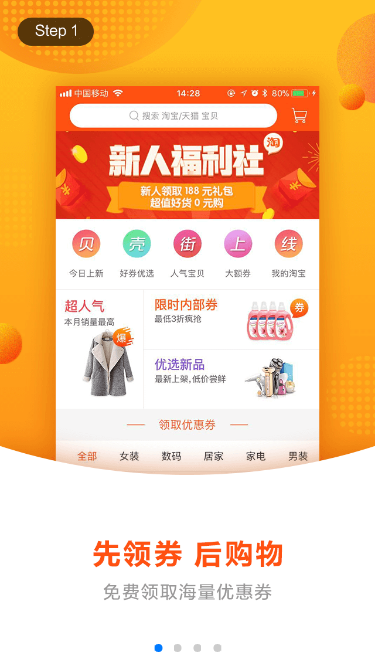 Step 1
中国移动
14:28
80%
搜索 淘宝/天猫 宝贝
淘
新人福利社
新人领取 188 元礼包
超值好货 0 元购
贝 壳 街 上 线
今日上新 好券优选 人气宝贝 大额券 我的淘宝
超人气
本月销量最高
爆
限时内部券
最低3折疯抢
券
优选新品
最新上架,低价尝鲜
领取优惠券
全部 女装 数码 居家 家电 男装
先领券 后购物
免费领取海量优惠券